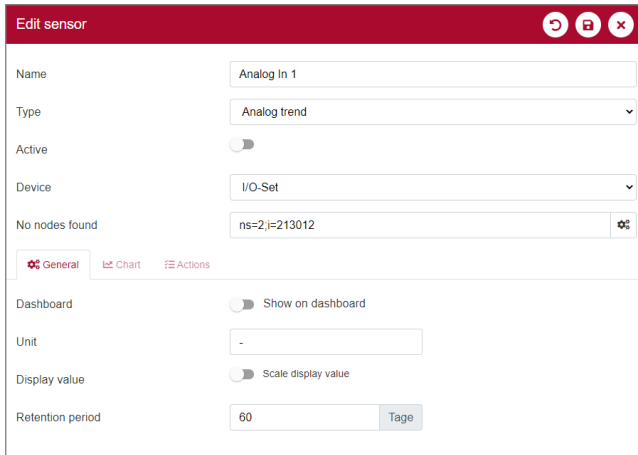 Edit sensor
Name Analog In 1
Type Analog trend
Active
Device I/O-Set
No nodes found ns=2;i=213012
General Chart Actions
Dashboard Show on dashboard
Unit -
Display value Scale display value
Retention period 60 Tage